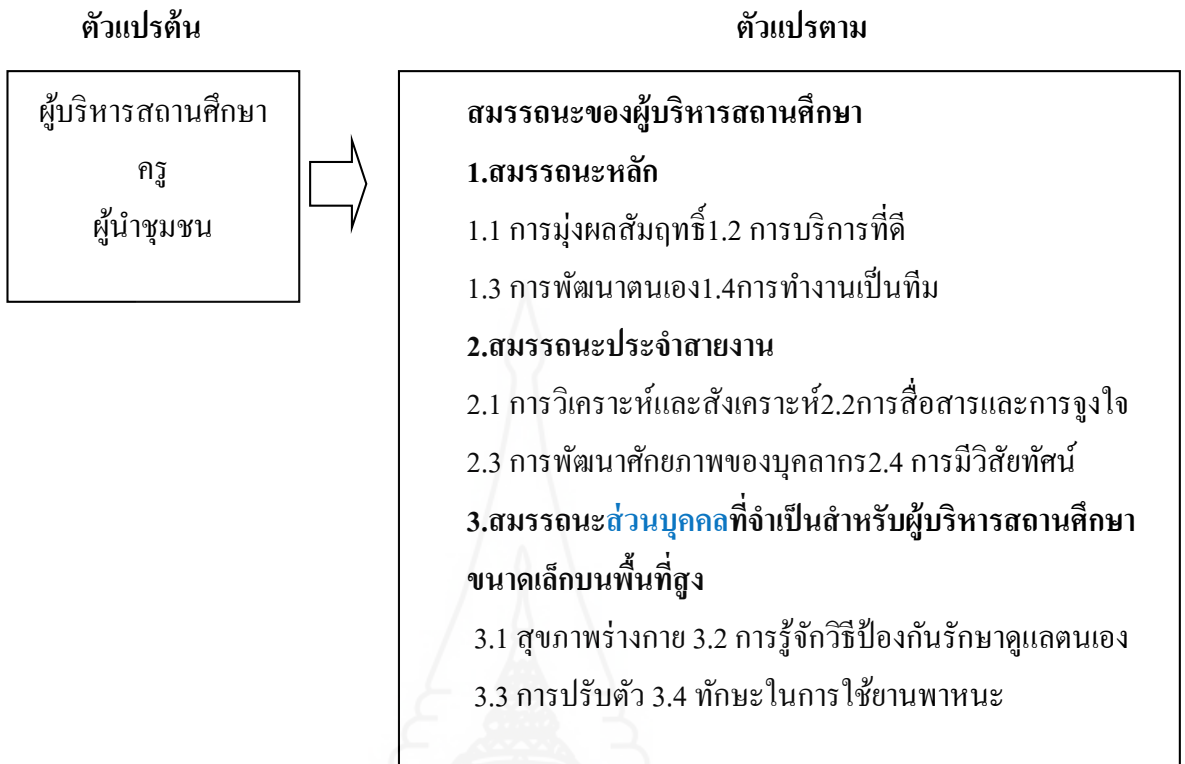 ตัวแปรต้น
ตัวแปรตาม
ผู้บริหารสถานศึกษา
ครู
ผู้นำชุมชน
สมรรถนะของผู้บริหารสถานศึกษา
1.สมรรถนะหลัก
1.1 การมุ่งผลสัมฤทธิ์1.2 การบริการที่ดี
1.3 การพัฒนาตนเอง1.4การทำงานเป็นทีม
2.สมรรถนะประจำสายงาน
2.1 การวิเคราะห์และสังเคราะห์2.2การสื่อสารและการจูงใจ
2.3 การพัฒนาศักยภาพของบุคลากร2.4 การมีวิสัยทัศน์
3.สมรรถนะส่วนบุคคลที่จำเป็นสำหรับผู้บริหารสถานศึกษา
ขนาดเล็กบนพื้นที่สูง
3.1 สุขภาพร่างกาย 3.2 การรู้จักวิธีป้องกันรักษาดูแลตนเอง
3.3 การปรับตัว 3.4 ทักษะในการใช้ยานพาหนะ